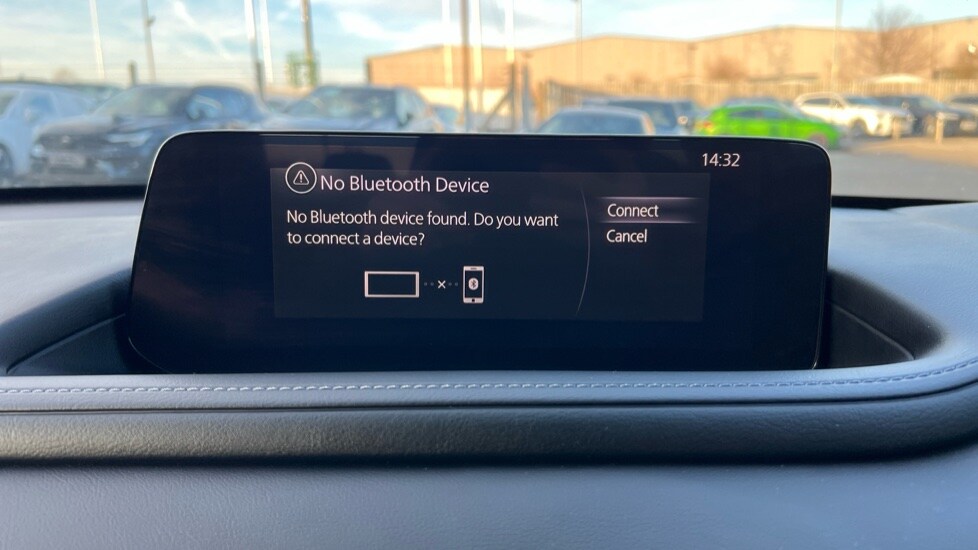 14:32
No Bluetooth Device
No Bluetooth device found. Do you want
to connect a device?
Connect
Cancel